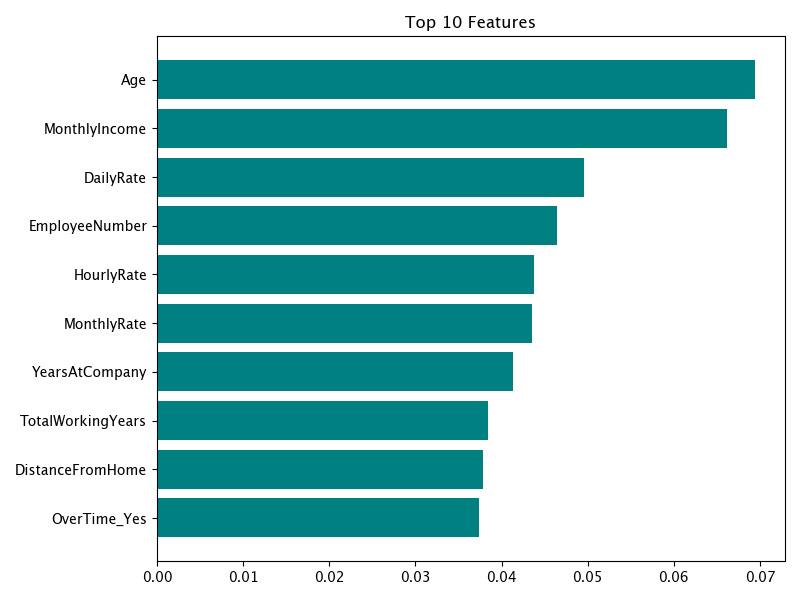 Top 10 Features
Age
MonthlyIncome
DailyRate
EmployeeNumber
HourlyRate
MonthlyRate
YearsAtCompany
TotalWorkingYears
DistanceFromHome
OverTime_Yes
0.00 0.01 0.02 0.03 0.04 0.05 0.06 0.07